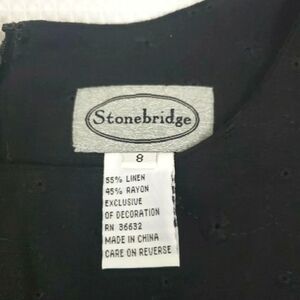 Stonebridge
8
55% LINEN
45% RAYON
EXCLUSIVE
OF DECORATION
RN 36632
MADE IN CHINA
CARE ON REVERSE